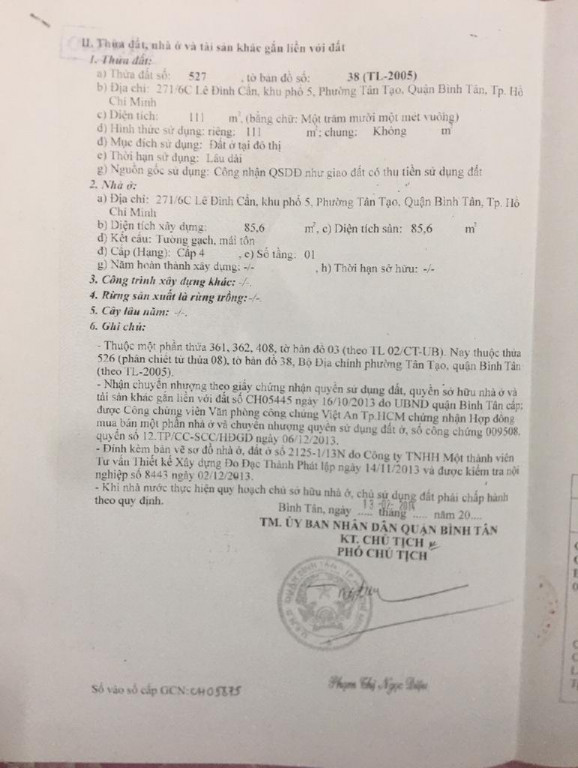 II. Thửa đất, nhà ở và tài sản khác gắn liền với đất
1. Thửa đất:
a) Thửa đất số: 527 , tờ bản đồ số: 38 (TL-2005)
b) Địa chỉ: 271/6C Lê Đình Cẩn, khu phố 5, Phường Tân Tạo, Quận Bình Tân, Tp. Hồ
Chí Minh
c) Diện tích: 111 m², (bằng chữ: Một trăm mười một mét vuông)
d) Hình thức sử dụng: riêng: 111 m²; chung: Không m²
đ) Mục đích sử dụng: Đất ở tại đô thị
e) Thời hạn sử dụng: Lâu dài
g) Nguồn gốc sử dụng: Công nhận QSDĐ như giao đất có thu tiền sử dụng đất
2. Nhà ở:
a) Địa chỉ: 271/6C Lê Đình Cẩn, khu phố 5, Phường Tân Tạo, Quận Bình Tân, Tp. Hồ
Chí Minh
b) Diện tích xây dựng: 85,6 m², c) Diện tích sàn: 85,6 m²
d) Kết cấu: Tường gạch, mái tôn
đ) Cấp (Hạng): Cấp 4 , e) Số tầng: 01
g) Năm hoàn thành xây dựng: -/- , h) Thời hạn sở hữu: -/-
3. Công trình xây dựng khác: -/-
4. Rừng sản xuất là rừng trồng: -/-
5. Cây lâu năm: -/-.
6. Ghi chú:
- Thuộc một phần thửa 361, 362, 408, tờ bản đồ 03 (theo TL 02/CT-UB). Nay thuộc thửa
526 (phân chiết từ thửa 08), tờ bản đồ 38, Bộ Địa chính phường Tân Tạo, quận Bình Tân
(theo TL-2005).
- Nhận chuyển nhượng theo giấy chứng nhận quyền sử dụng đất, quyền sở hữu nhà ở và
tài sản khác gắn liền với đất số CH05445 ngày 16/10/2013 do UBND quận Bình Tân cấp;
được Công chứng viên Văn phòng công chứng Việt An Tp.HCM chứng nhận Hợp đồng
mua bán một phần nhà ở và chuyển nhượng quyền sử dụng đất ở, số công chứng 009508,
quyển số 12.TP/CC-SCC/HĐGD ngày 06/12/2013.
- Đính kèm bản vẽ sơ đồ nhà ở, đất ở số 2125-1/13N do Công ty TNHH Một thành viên
Tư vấn Thiết kế Xây dựng Đo Đạc Thành Phát lập ngày 14/11/2013 và được kiểm tra nội
nghiệp số 8443 ngày 02/12/2013.
- Khi nhà nước thực hiện quy hoạch chủ sở hữu nhà ở, chủ sử dụng đất phải chấp hành
theo quy định.
Bình Tân, ngày ..... tháng ..... năm 20....
TM. ỦY BAN NHÂN DÂN QUẬN BÌNH TÂN
KT. CHỦ TỊCH
PHÓ CHỦ TỊCH
Phạm Thị Ngọc Diệu
Số vào sổ cấp GCN: CH05875